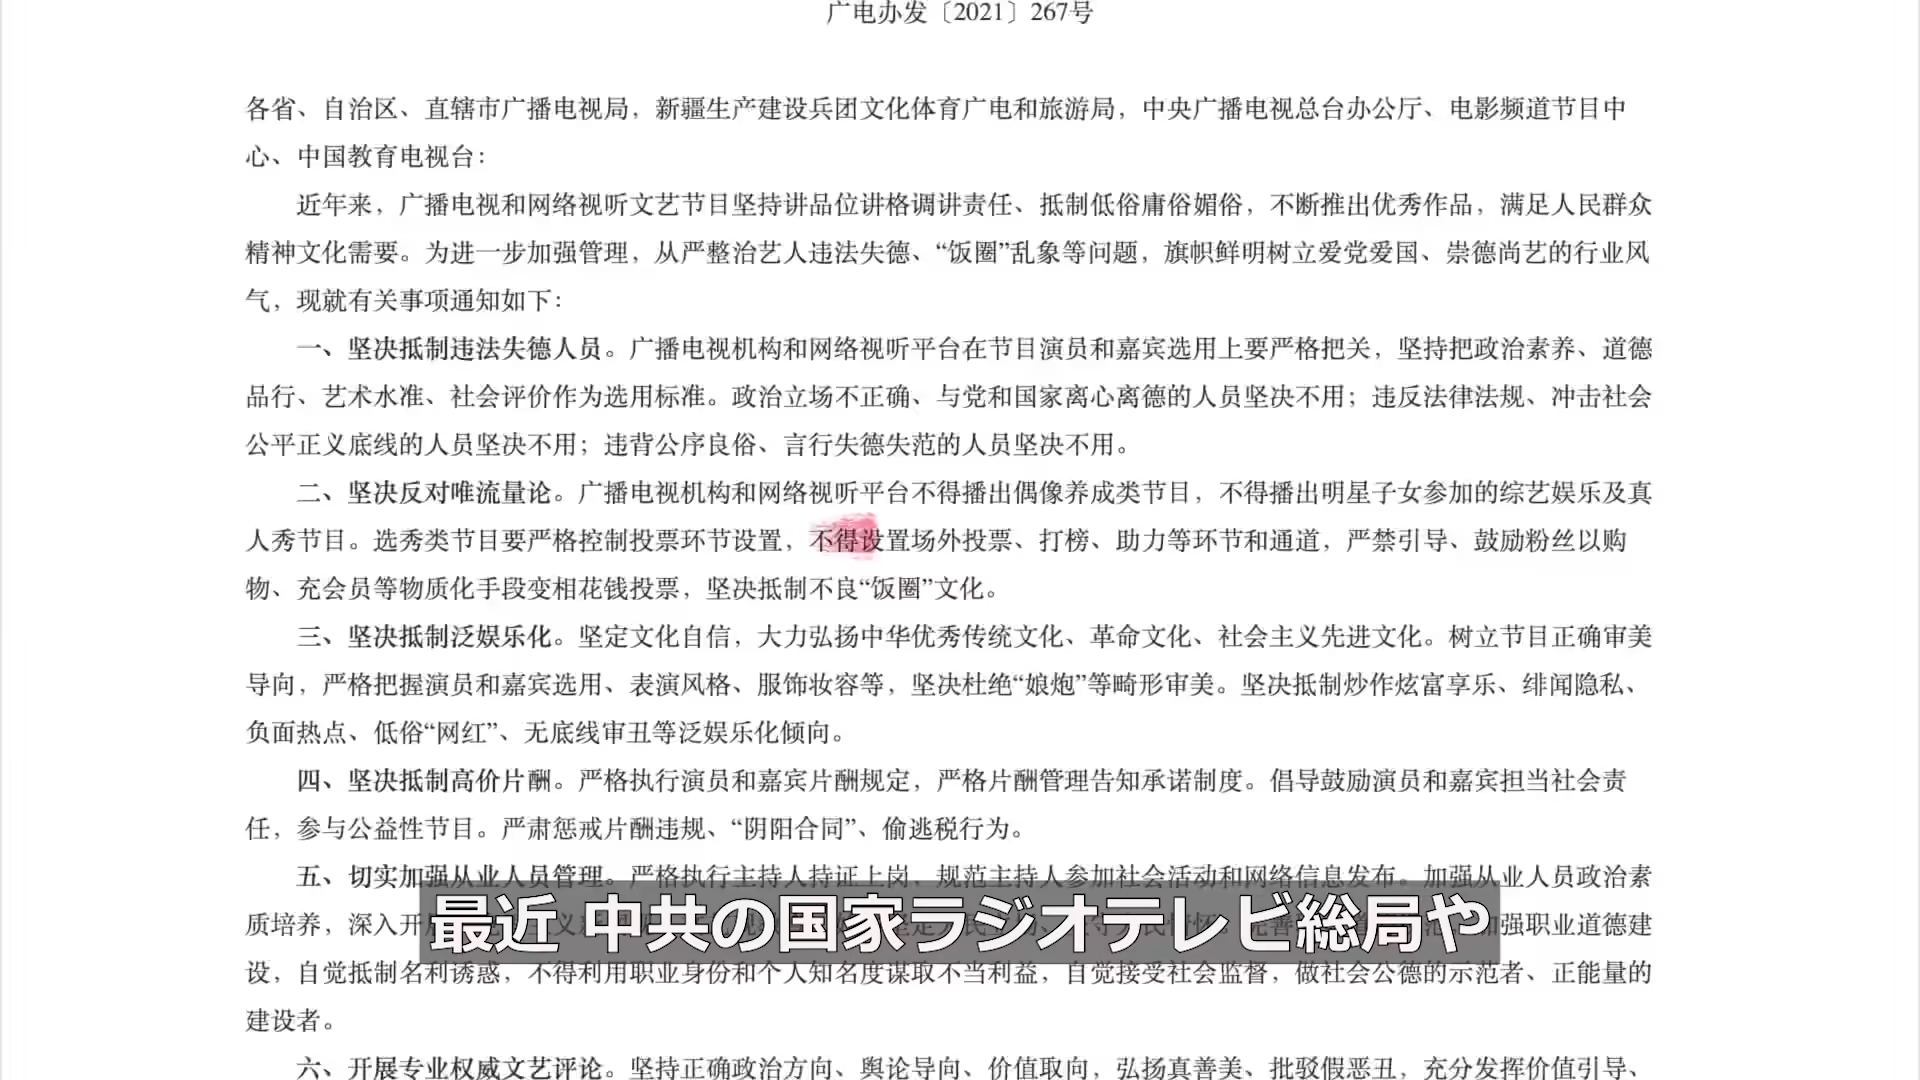 广电办发〔2021〕267号
各省、自治区、直辖市广播电视局，新疆生产建设兵团文化体育广电和旅游局，中央广播电视总台办公厅、电影频道节目中
心、中国教育电视台：
近年来，广播电视和网络视听文艺节目坚持讲品位讲格调讲责任、抵制低俗庸俗媚俗，不断推出优秀作品，满足人民群众
精神文化需要。为进一步加强管理，从严整治艺人违法失德、“饭圈”乱象等问题，旗帜鲜明树立爱党爱国、崇德尚艺的行业风
气，现就有关事项通知如下：
一、坚决抵制违法失德人员。广播电视机构和网络视听平台在节目演员和嘉宾选用上要严格把关，坚持把政治素养、道德
品行、艺术水准、社会评价作为选用标准。政治立场不正确、与党和国家离心离德的人员坚决不用；违反法律法规、冲击社会
公平正义底线的人员坚决不用；违背公序良俗、言行失德失范的人员坚决不用。
二、坚决反对唯流量论。广播电视机构和网络视听平台不得播出偶像养成类节目，不得播出明星子女参加的综艺娱乐及真
人秀节目。选秀类节目要严格控制投票环节设置，不得设置场外投票、打榜、助力等环节和通道，严禁引导、鼓励粉丝以购
物、充会员等物质化手段变相花钱投票，坚决抵制不良“饭圈”文化。
三、坚决抵制泛娱乐化。坚定文化自信，大力弘扬中华优秀传统文化、革命文化、社会主义先进文化。树立节目正确审美
导向，严格把握演员和嘉宾选用、表演风格、服饰妆容等，坚决杜绝“娘炮”等畸形审美。坚决抵制炒作炫富享乐、绯闻隐私、
负面热点、低俗“网红”、无底线审丑等泛娱乐化倾向。
四、坚决抵制高价片酬。严格执行演员和嘉宾片酬规定，严格片酬管理告知承诺制度。倡导鼓励演员和嘉宾担当社会责
任，参与公益性节目。严肃惩戒片酬违规、“阴阳合同”、偷逃税行为。
五、切实加强从业人员管理。严格执行主持人持证上岗，规范主持人参加社会活动和网络信息发布。加强从业人员政治素
质培养，深入开 加强职业道德建
最近 中共の国家ラジオテレビ総局や
设，自觉抵制名利诱惑，不得利用职业身份和个人知名度谋取不当利益，自觉接受社会监督，做社会公德的示范者、正能量的
建设者。
六、开展专业权威文艺评论。坚持正确政治方向、舆论导向、价值取向，弘扬真善美、批驳假恶丑，充分发挥价值引导、